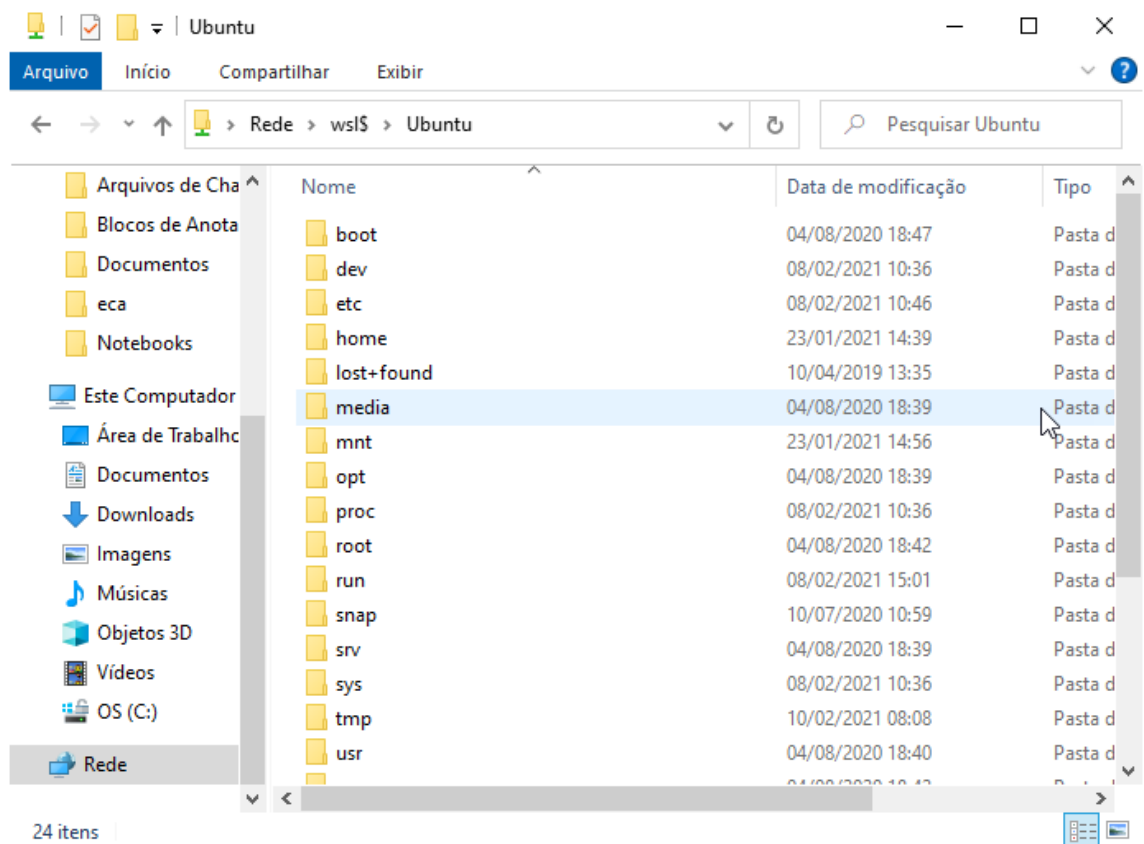 Ubuntu
Arquivo Início Compartilhar Exibir
Rede wsl$ Ubuntu Pesquisar Ubuntu
Arquivos de Cha
Blocos de Anota
Documentos
eca
Notebooks
Este Computador
Área de Trabalho
Documentos
Downloads
Imagens
Músicas
Objetos 3D
Vídeos
OS (C:)
Rede
Nome Data de modificação Tipo
boot 04/08/2020 18:47 Pasta d
dev 08/02/2021 10:36 Pasta d
etc 08/02/2021 10:46 Pasta d
home 23/01/2021 14:39 Pasta d
lost+found 10/04/2019 13:35 Pasta d
media 04/08/2020 18:39 Pasta d
mnt 23/01/2021 14:56 Pasta d
opt 04/08/2020 18:39 Pasta d
proc 08/02/2021 10:36 Pasta d
root 04/08/2020 18:42 Pasta d
run 08/02/2021 15:01 Pasta d
snap 10/07/2020 10:59 Pasta d
srv 04/08/2020 18:39 Pasta d
sys 08/02/2021 10:36 Pasta d
tmp 10/02/2021 08:08 Pasta d
usr 04/08/2020 18:40 Pasta d
24 itens